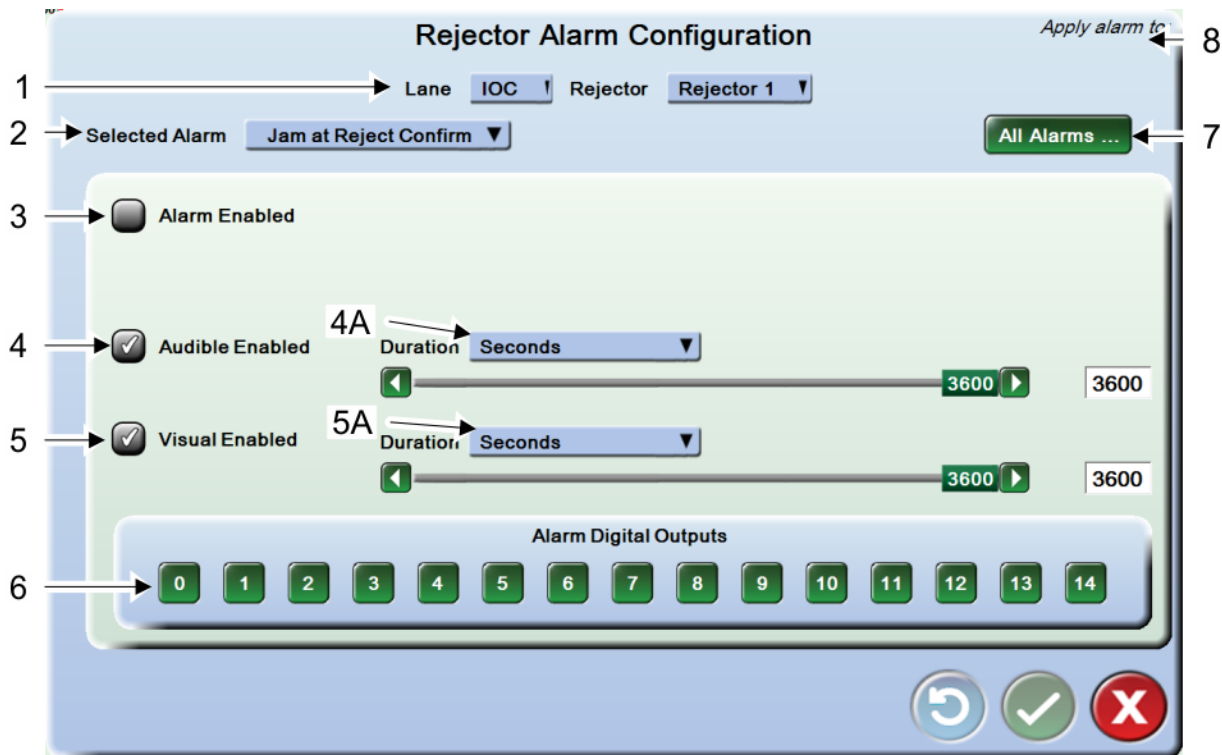 Rejector Alarm Configuration
Apply alarm to
8
1
Lane IOC Rejector Rejector 1
2
Selected Alarm Jam at Reject Confirm
All Alarms ...
7
3
Alarm Enabled
4A
4
Audible Enabled Duration Seconds
3600 3600
5A
5
Visual Enabled Duration Seconds
3600 3600
Alarm Digital Outputs
6
0 1 2 3 4 5 6 7 8 9 10 11 12 13 14
X